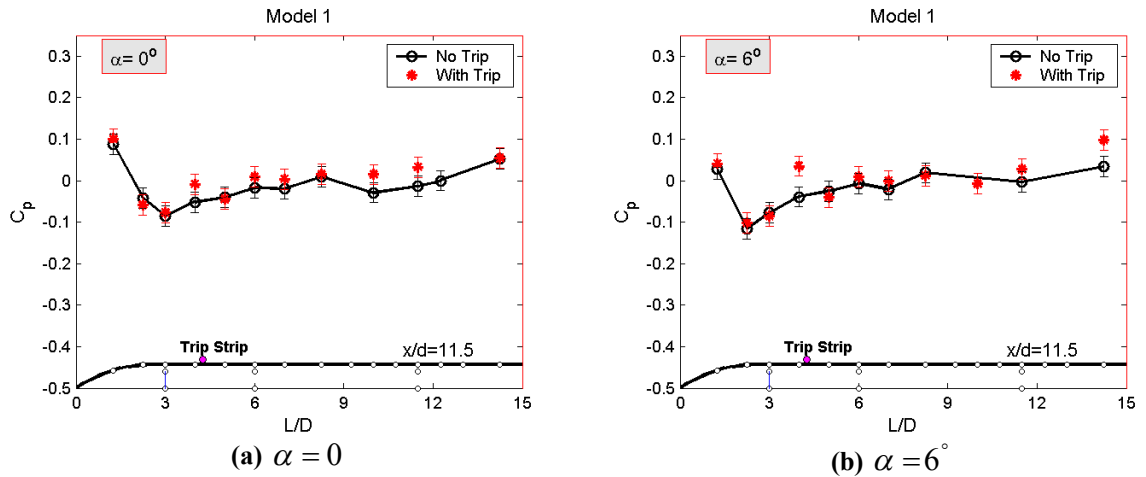 Model 1
α= 0°
No Trip
With Trip
0.3
0.2
0.1
0
-0.1
-0.2
-0.3
-0.4
-0.5
Cp
Trip Strip
x/d=11.5
0 3 6 9 12 15
L/D
(a) α = 0
Model 1
α= 6°
No Trip
With Trip
0.3
0.2
0.1
0
-0.1
-0.2
-0.3
-0.4
-0.5
Cp
Trip Strip
x/d=11.5
0 3 6 9 12 15
L/D
(b) α = 6°